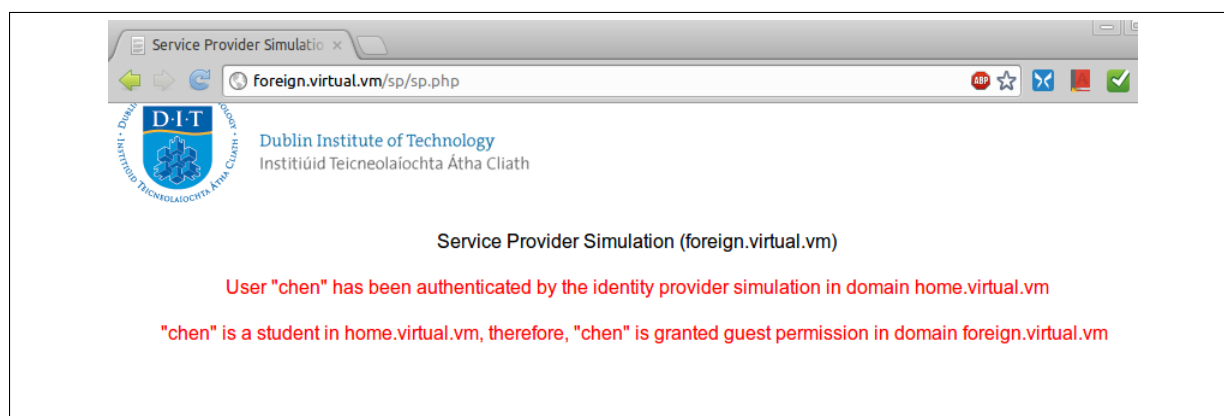 Service Provider Simulatio
foreign.virtual.vm/sp/sp.php
ABP
D·I·T
Dublin Institute of Technology
Institiúid Teicneolaíochta Átha Cliath
Service Provider Simulation (foreign.virtual.vm)
User "chen" has been authenticated by the identity provider simulation in domain home.virtual.vm
"chen" is a student in home.virtual.vm, therefore, "chen" is granted guest permission in domain foreign.virtual.vm